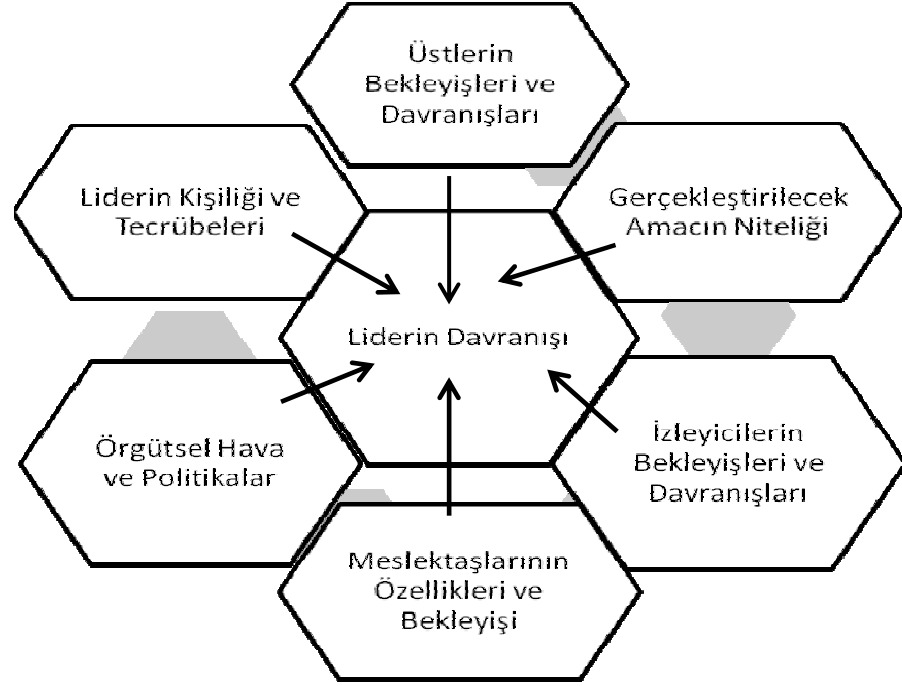 Üstlerin
Bekleyişleri ve
Davranışları
Liderin Kişiliği ve
Tecrübeleri
Gerçekleştirilecek
Amacın Niteliği
Liderin Davranışı
Örgütsel Hava
ve Politikalar
İzleyicilerin
Bekleyişleri ve
Davranışları
Meslektaşlarının
Özellikleri ve
Bekleyişi